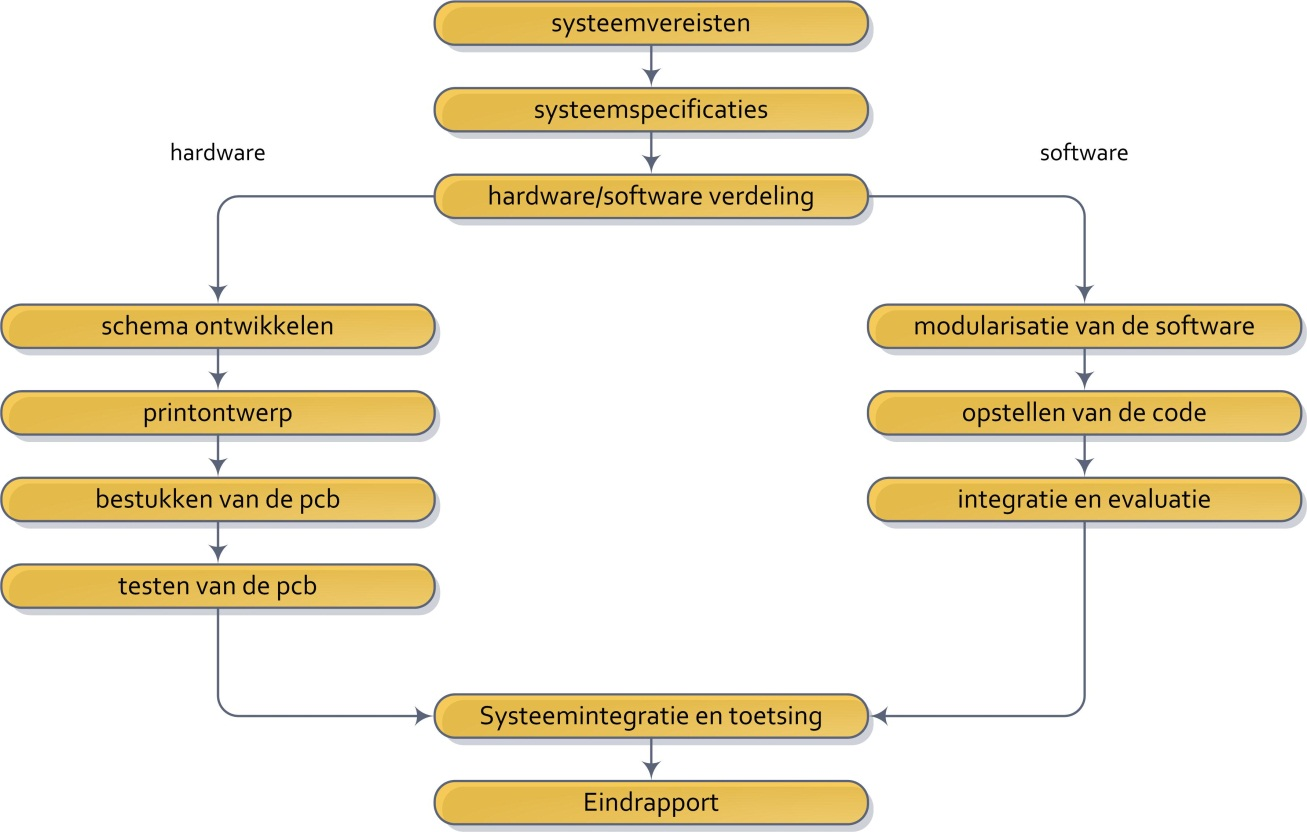 systeemvereisten
systeemspecificaties
hardware
software
hardware/software verdeling
schema ontwikkelen
printontwerp
bestukken van de pcb
testen van de pcb
modularisatie van de software
opstellen van de code
integratie en evaluatie
Systeemintegratie en toetsing
Eindrapport